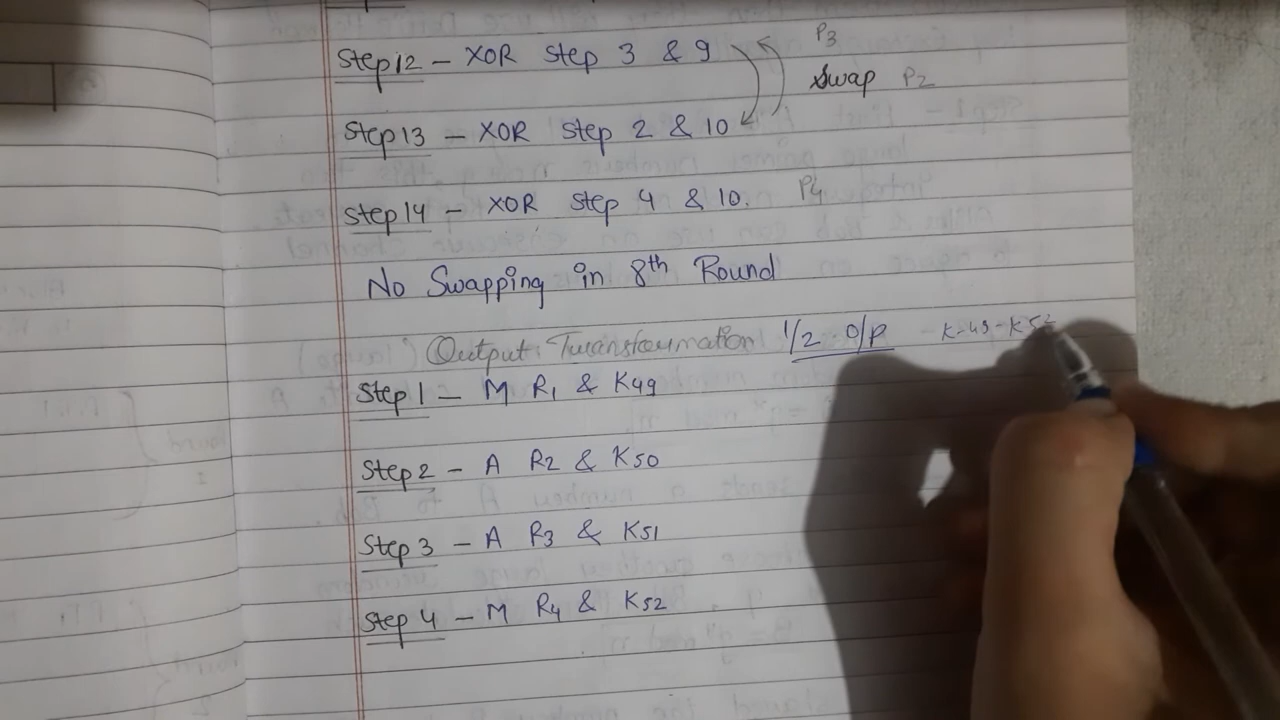 Step 12 - XOR Step 3 & 9 P3
Swap P2
Step 13 - XOR Step 2 & 10
Step 14 - XOR Step 4 & 10. P4
No Swapping in 8th Round
Output Transformation 1/2 O/P K-49-K52
Step 1 - M R1 & K49
Step 2 - A R2 & K50
Step 3 - A R3 & K51
Step 4 - M R4 & K52